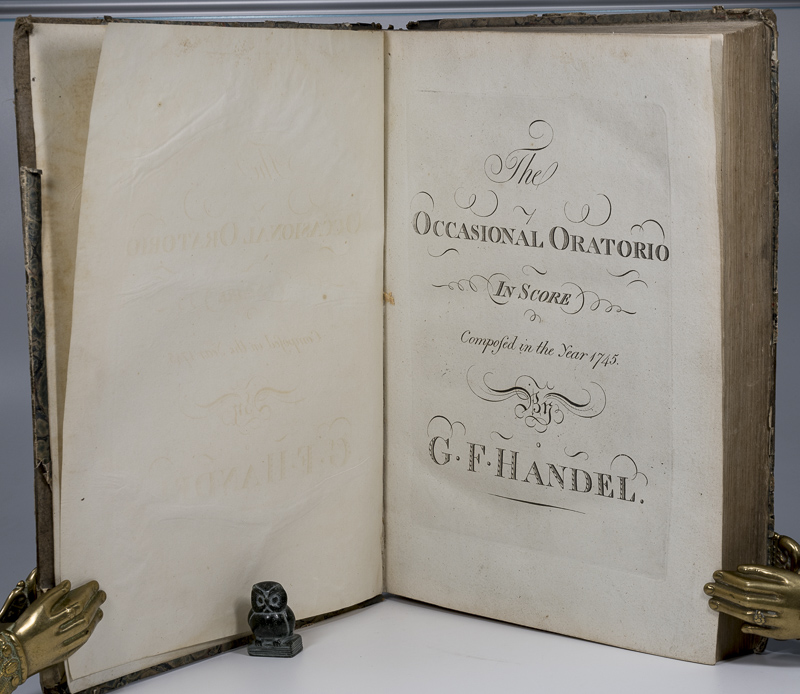 The
OCCASIONAL ORATORIO
IN SCORE
Compoſed in the Year 1745.
By
G. F. HANDEL.